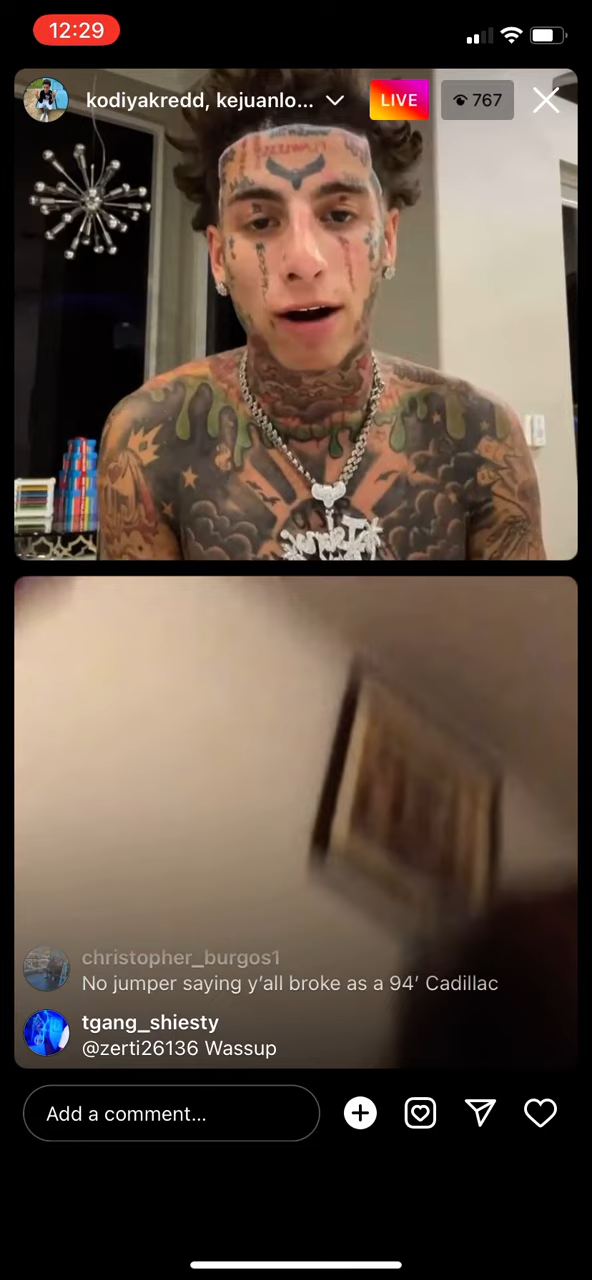 12:29
kodiyakredd, kejuanlo...
LIVE
767
christopher_burgos1
No jumper saying y'all broke as a 94' Cadillac
tgang_shiesty
@zerti26136 Wassup
Add a comment...